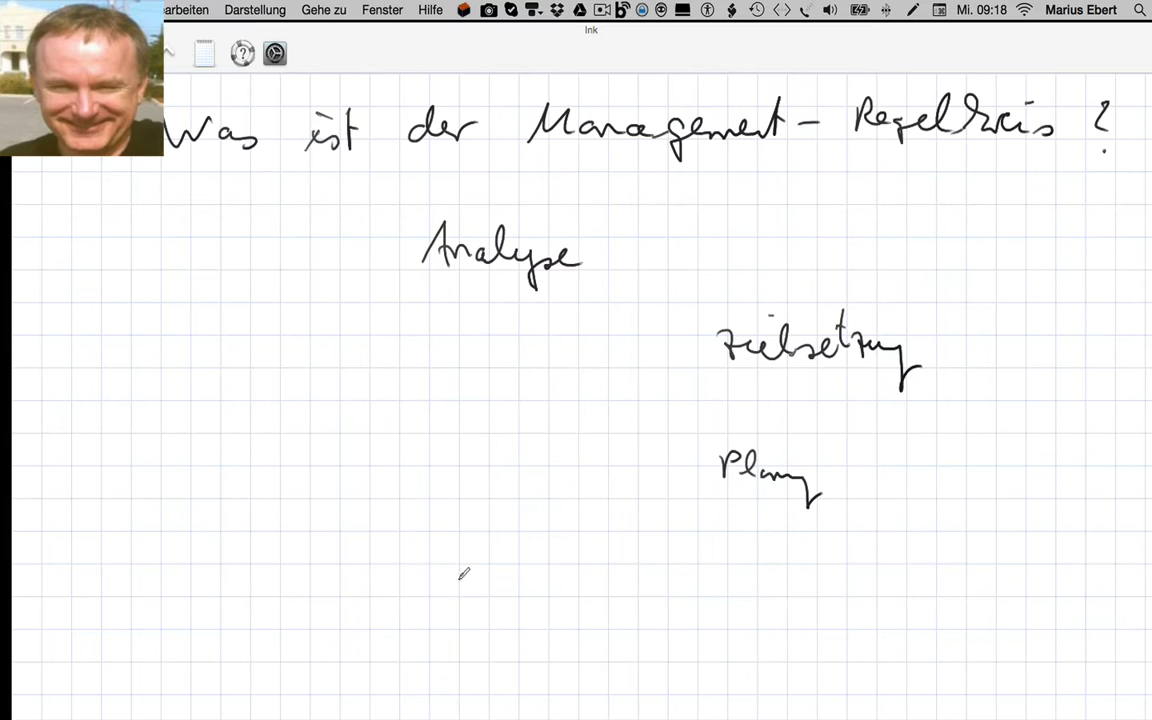 arbeiten Darstellung Gehe zu Fenster Hilfe Mi. 09:18 Marius Ebert
Ink
Was ist der Management - Regelkreis ?
Analyse
Zielsetzung
Planung